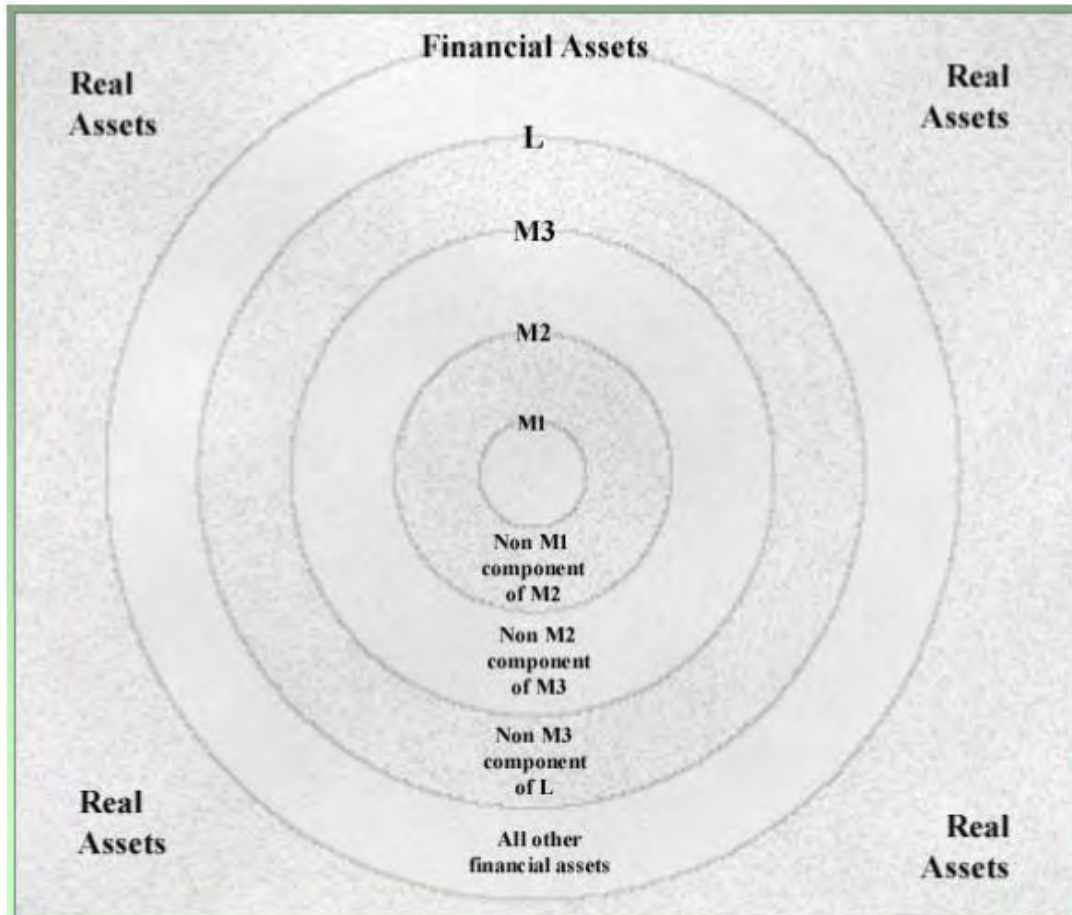 Financial Assets
Real
Assets
Real
Assets
L
M3
M2
M1
Non M1
component
of M2
Non M2
component
of M3
Non M3
component
of L
Real
Assets
All other
financial assets
Real
Assets